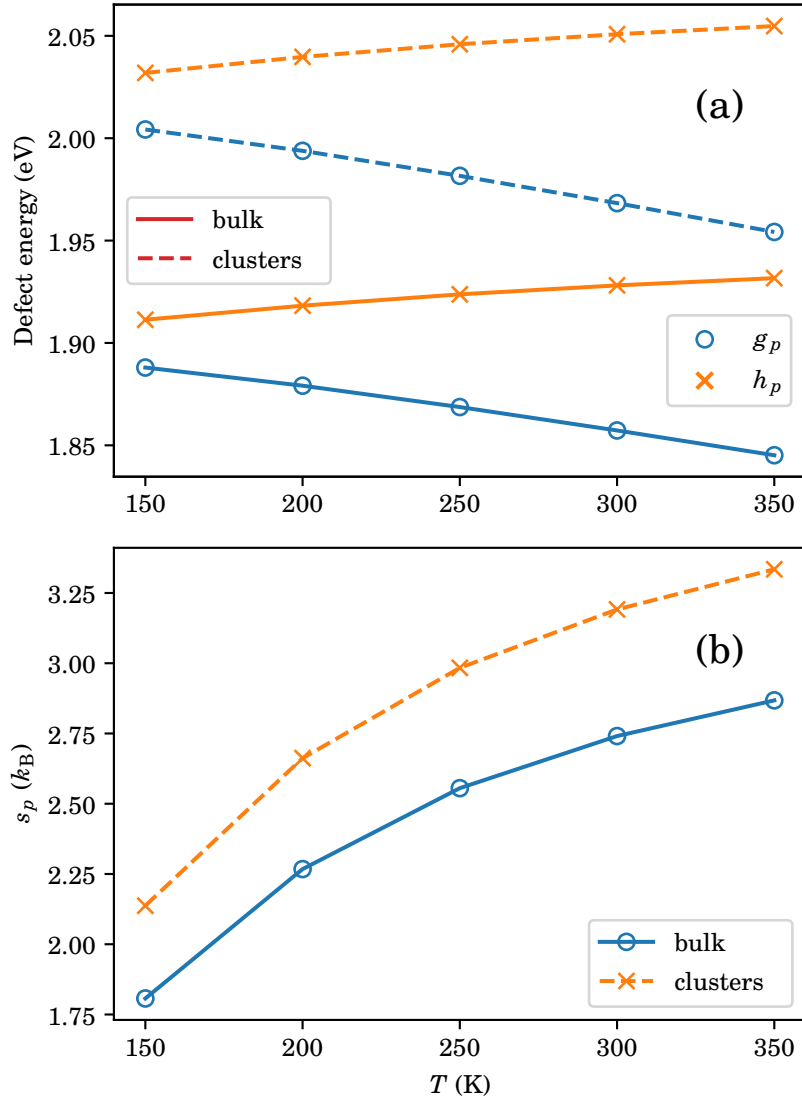 2.05
2.00
1.95
1.90
1.85
Defect energy (eV)
(a)
bulk
clusters
g_p
h_p
150 200 250 300 350
3.25
3.00
2.75
2.50
2.25
2.00
1.75
s_p (k_B)
(b)
bulk
clusters
150 200 250 300 350
T (K)